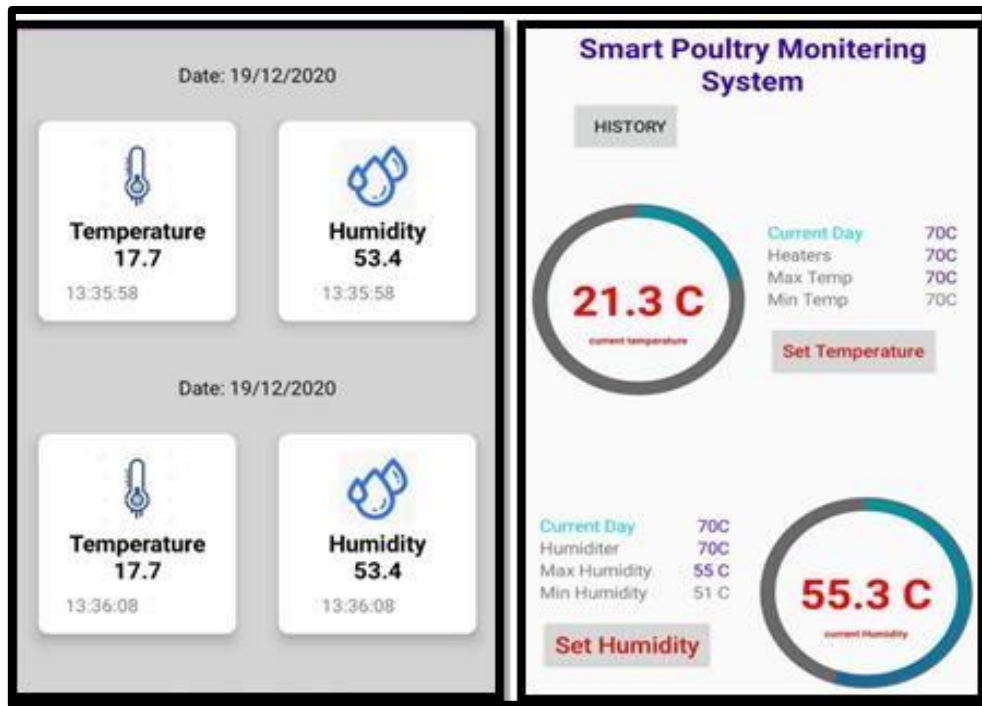 Date: 19/12/2020
Temperature
17.7
13:35:58
Humidity
53.4
13:35:58
Date: 19/12/2020
Temperature
17.7
13:36:08
Humidity
53.4
13:36:08
Smart Poultry Monitering
System
HISTORY
21.3 C
current temperature
Current Day 70C
Heaters 70C
Max Temp 70C
Min Temp 70C
Set Temperature
Current Day 70C
Humiditer 70C
Max Humidity 55 C
Min Humidity 51 C
Set Humidity
55.3 C
current Humidity